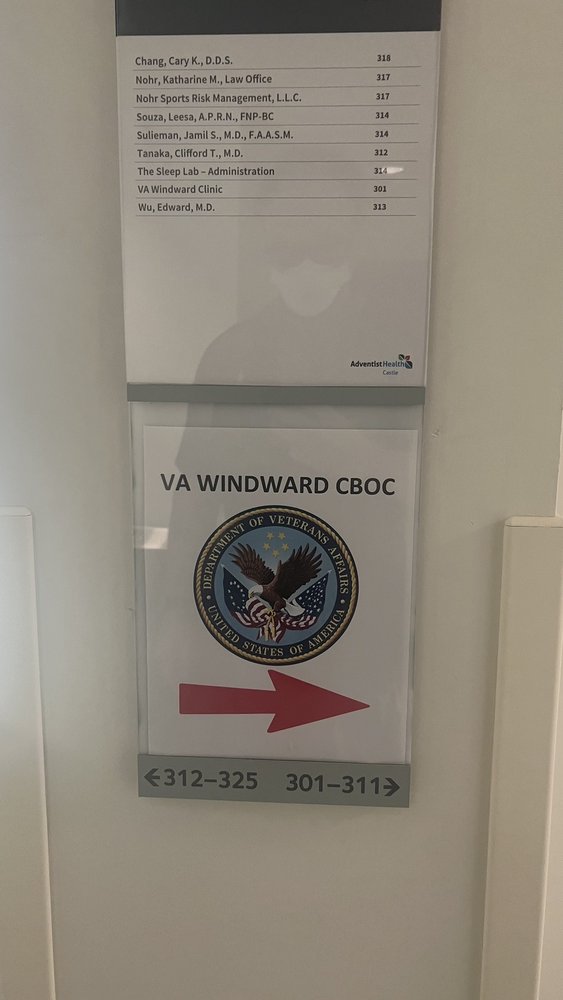 Chang, Cary K., D.D.S. 318
Nohr, Katharine M., Law Office 317
Nohr Sports Risk Management, L.L.C. 317
Souza, Leesa, A.P.R.N., FNP-BC 314
Sulieman, Jamil S., M.D., F.A.A.S.M. 314
Tanaka, Clifford T., M.D. 312
The Sleep Lab – Administration 314
VA Windward Clinic 301
Wu, Edward, M.D. 313
AdventistHealth
Castle
VA WINDWARD CBOC
DEPARTMENT OF VETERANS AFFAIRS
UNITED STATES OF AMERICA
←312–325 301–311→